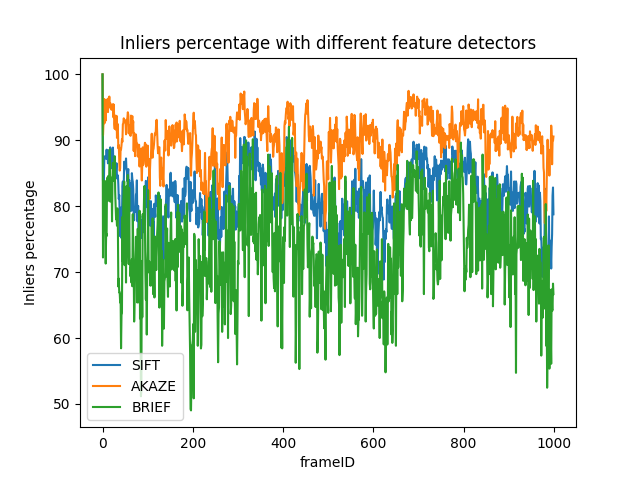 Inliers percentage with different feature detectors
100
90
80
70
60
50
Inliers percentage
SIFT
AKAZE
BRIEF
0
200
400
600
800
1000
frameID